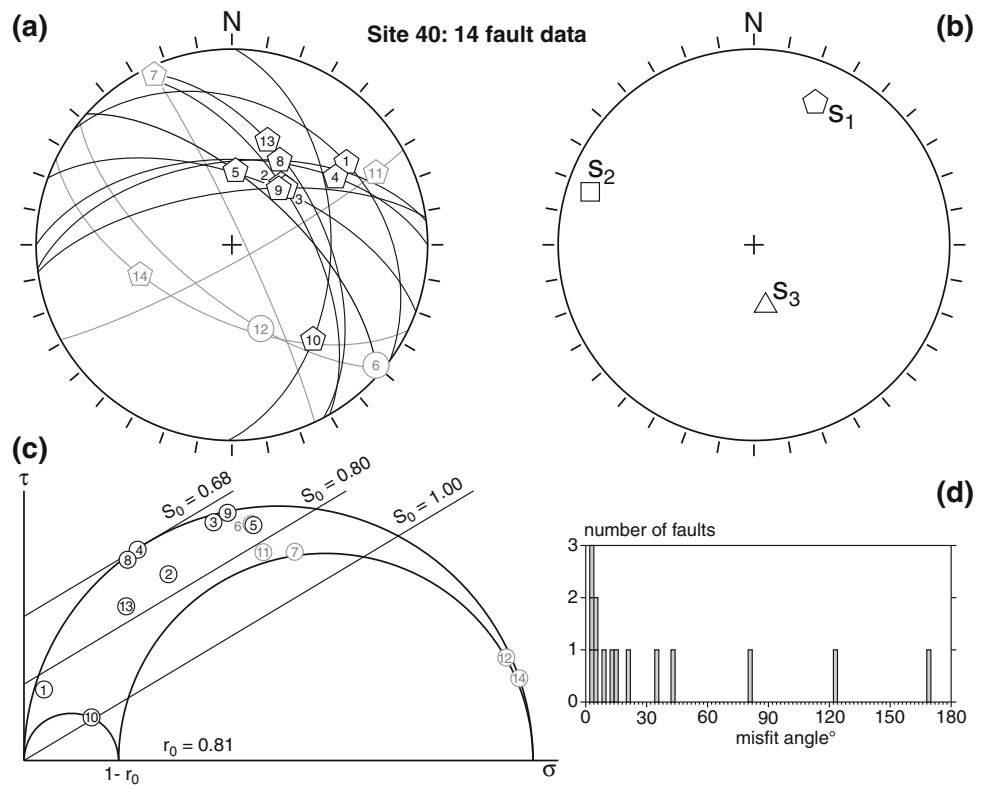 (a)
N
Site 40: 14 fault data
N
(b)
7
13
8
1
5
2
4
11
9
3
14
12
10
6
S1
S2
S3
(c)
τ
S0 = 0.68
S0 = 0.80
S0 = 1.00
(d)
number of faults
3
9
3
6
5
4
8
11
7
2
2
13
12
1
14
1
10
r0 = 0.81
0
1- r0
σ
0 30 60 90 120 150 180
misfit angle°